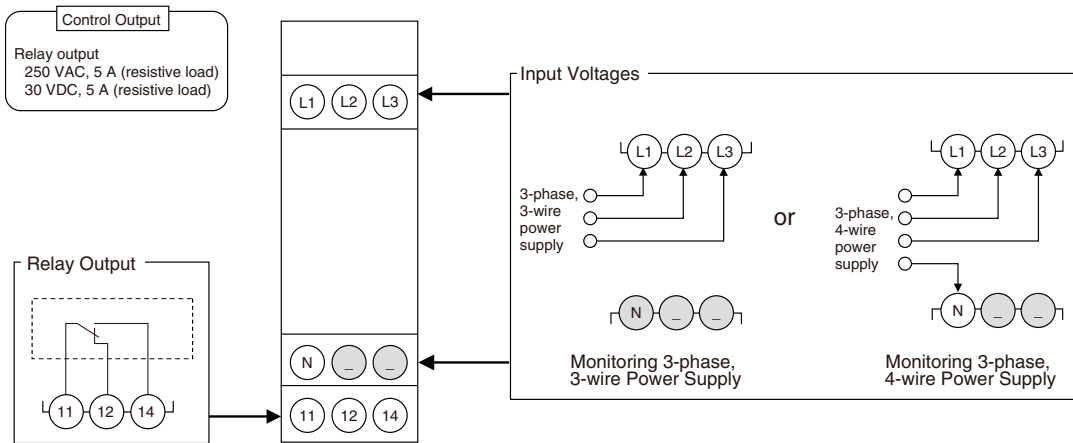 Control Output
Relay output
250 VAC, 5 A (resistive load)
30 VDC, 5 A (resistive load)
L1 L2 L3
Input Voltages
L1 L2 L3
3-phase,
3-wire
power
supply
N _ _
Monitoring 3-phase,
3-wire Power Supply
or
L1 L2 L3
3-phase,
4-wire
power
supply
N _ _
Monitoring 3-phase,
4-wire Power Supply
Relay Output
11 12 14
N _ _
11 12 14